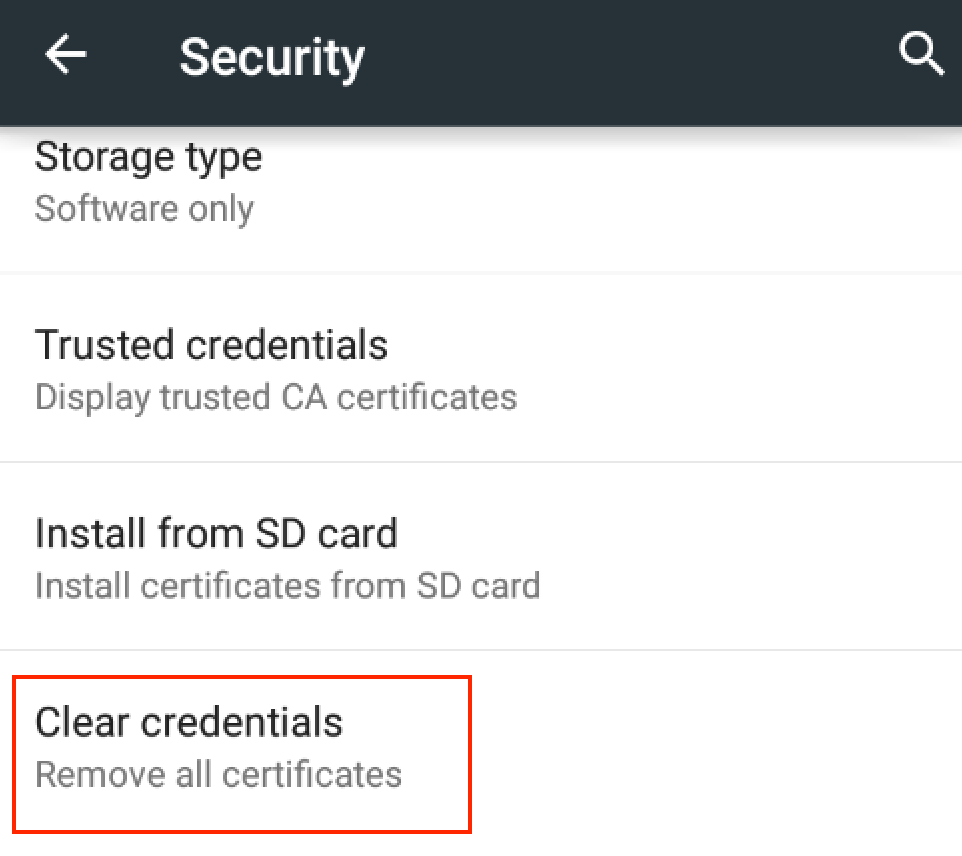 Security
Storage type
Software only
Trusted credentials
Display trusted CA certificates
Install from SD card
Install certificates from SD card
Clear credentials
Remove all certificates